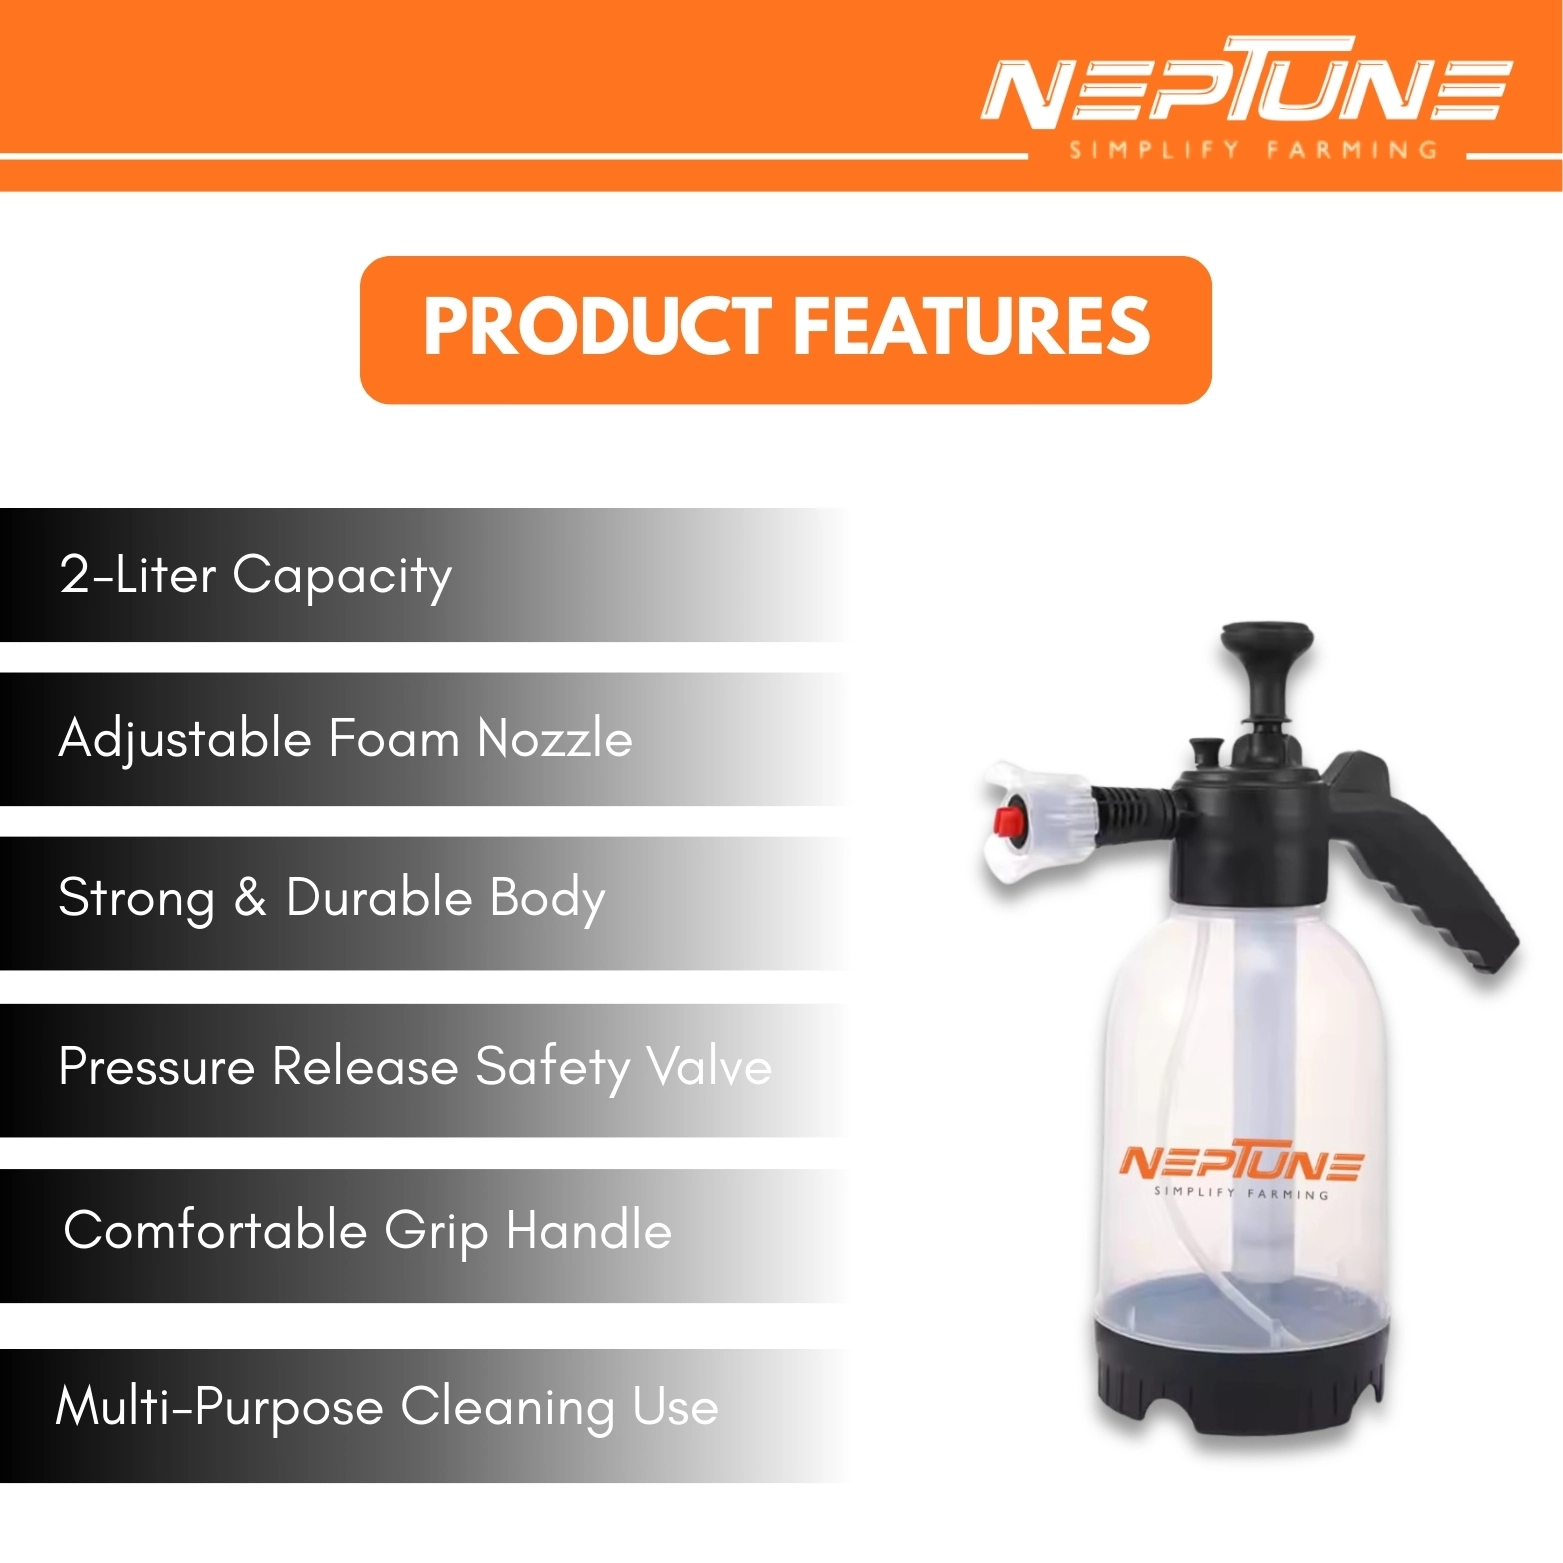 NEPTUNE
SIMPLIFY FARMING
PRODUCT FEATURES
2-Liter Capacity
Adjustable Foam Nozzle
Strong & Durable Body
Pressure Release Safety Valve
Comfortable Grip Handle
Multi-Purpose Cleaning Use
NEPTUNE
SIMPLIFY FARMING